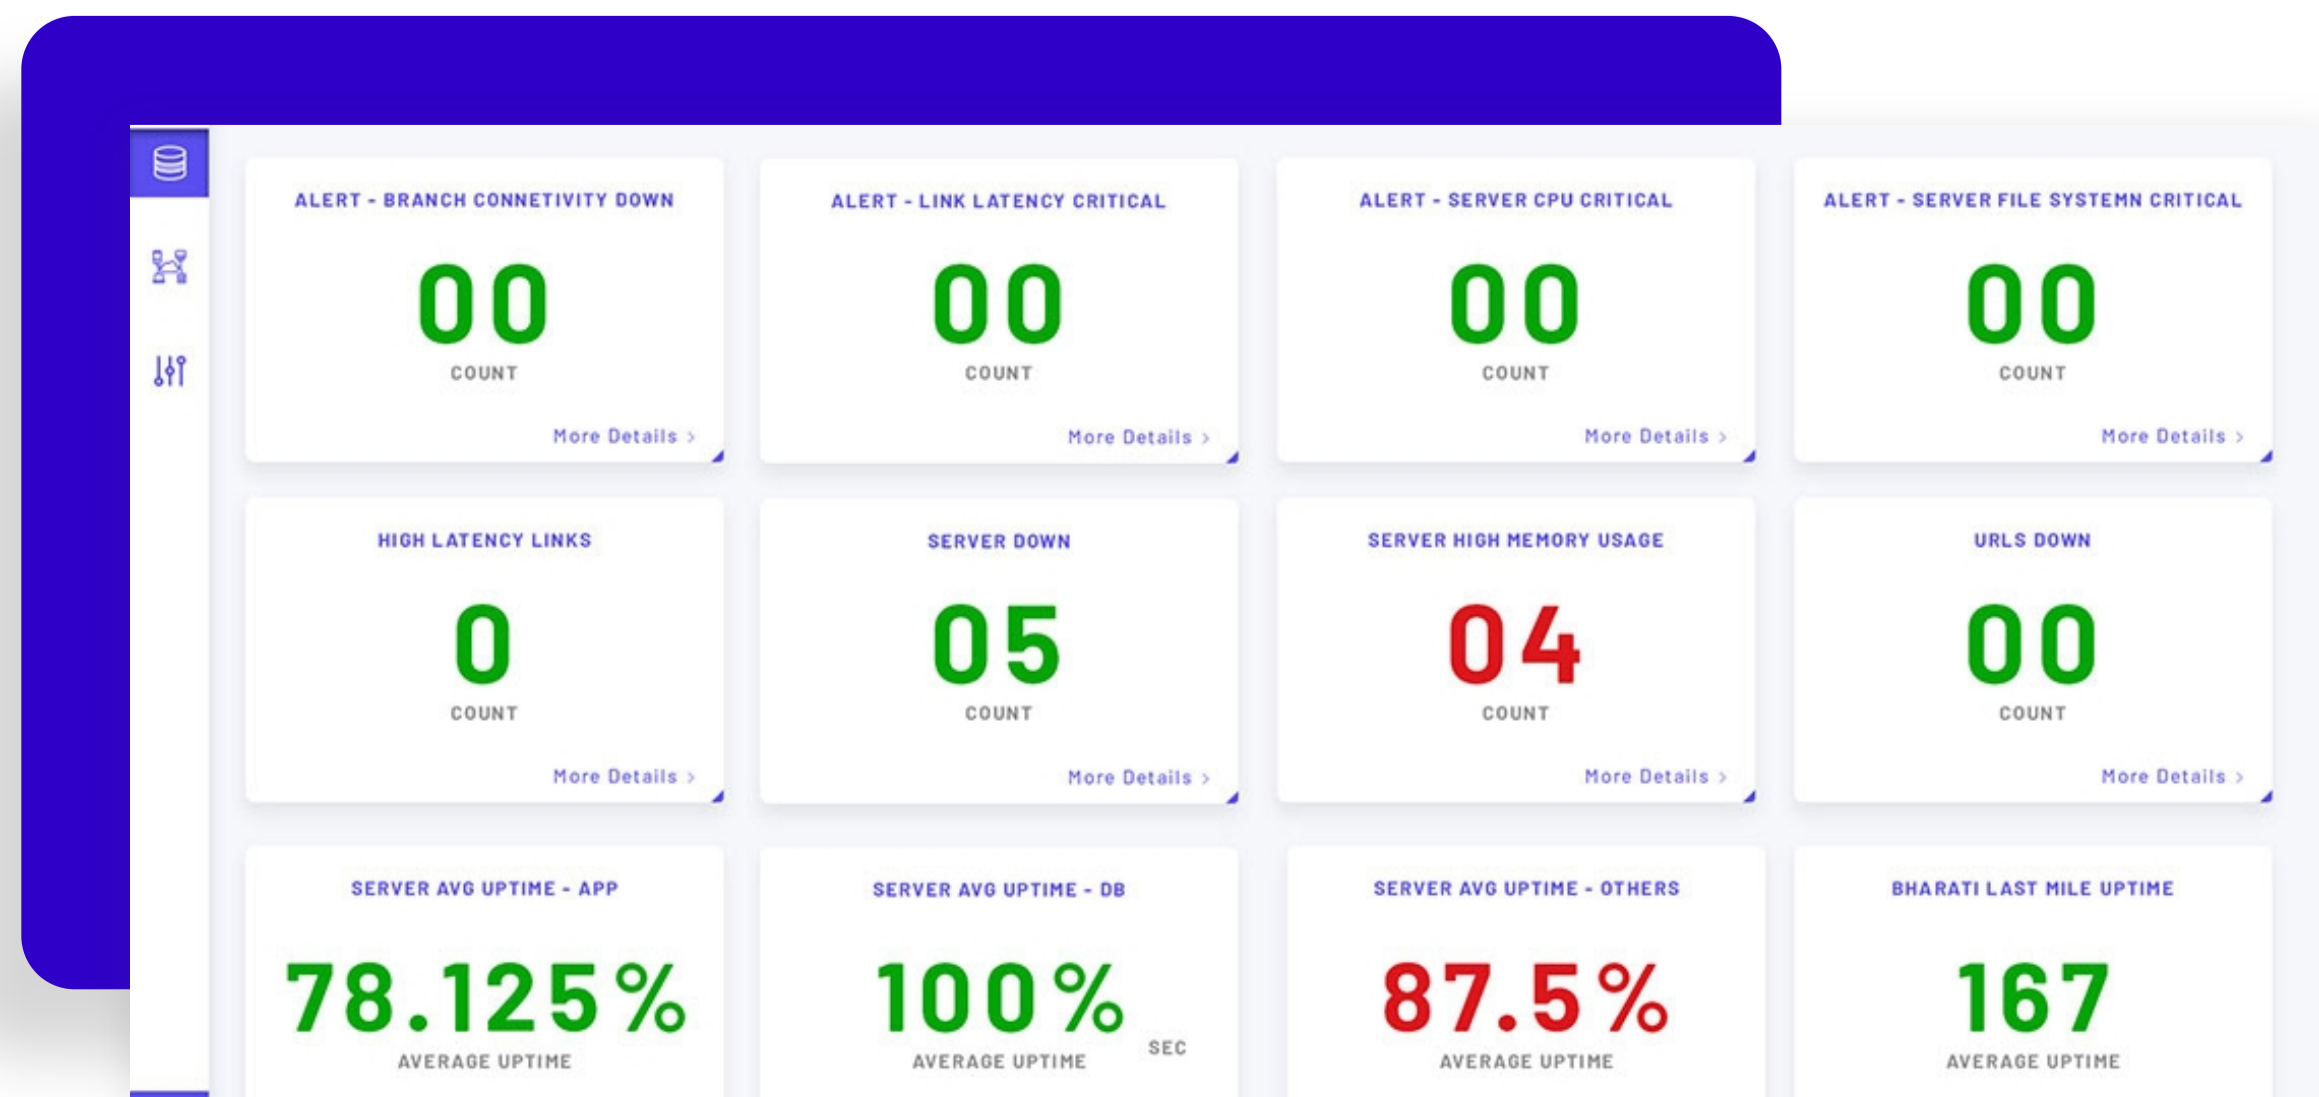 ALERT - BRANCH CONNETIVITY DOWN
00
COUNT
More Details >
ALERT - LINK LATENCY CRITICAL
00
COUNT
More Details >
ALERT - SERVER CPU CRITICAL
00
COUNT
More Details >
ALERT - SERVER FILE SYSTEMN CRITICAL
00
COUNT
More Details >
HIGH LATENCY LINKS
0
COUNT
More Details >
SERVER DOWN
05
COUNT
More Details >
SERVER HIGH MEMORY USAGE
04
COUNT
More Details >
URLS DOWN
00
COUNT
More Details >
SERVER AVG UPTIME - APP
78.125%
AVERAGE UPTIME
SERVER AVG UPTIME - DB
100%
SEC
AVERAGE UPTIME
SERVER AVG UPTIME - OTHERS
87.5%
AVERAGE UPTIME
BHARATI LAST MILE UPTIME
167
AVERAGE UPTIME